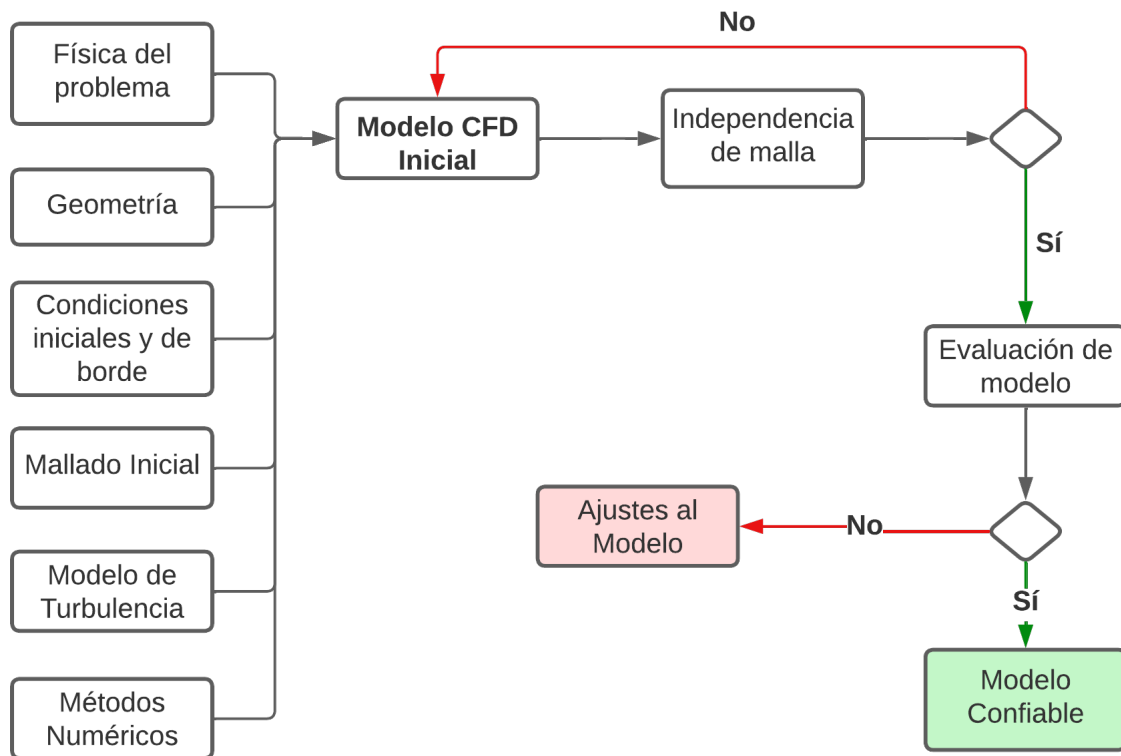 No
Física del
problema
Modelo CFD
Inicial
Independencia
de malla
Geometría
Sí
Condiciones
iniciales y de
borde
Evaluación de
modelo
Mallado Inicial
Ajustes al
Modelo
No
Modelo de
Turbulencia
Sí
Modelo
Confiable
Métodos
Numéricos